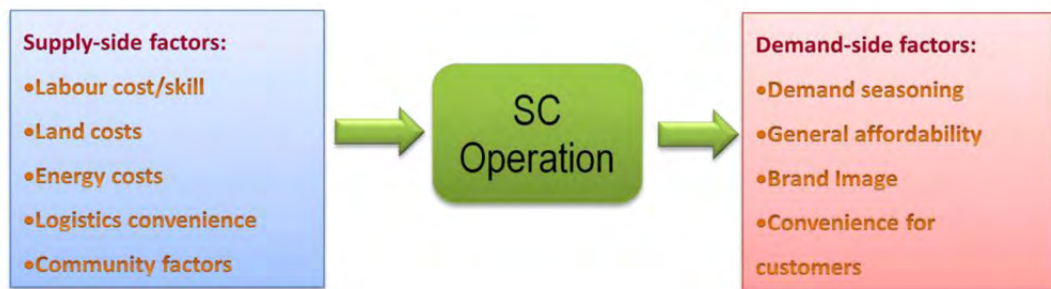 Supply-side factors:
•Labour cost/skill
•Land costs
•Energy costs
•Logistics convenience
•Community factors
SC
Operation
Demand-side factors:
•Demand seasoning
•General affordability
•Brand Image
•Convenience for
customers